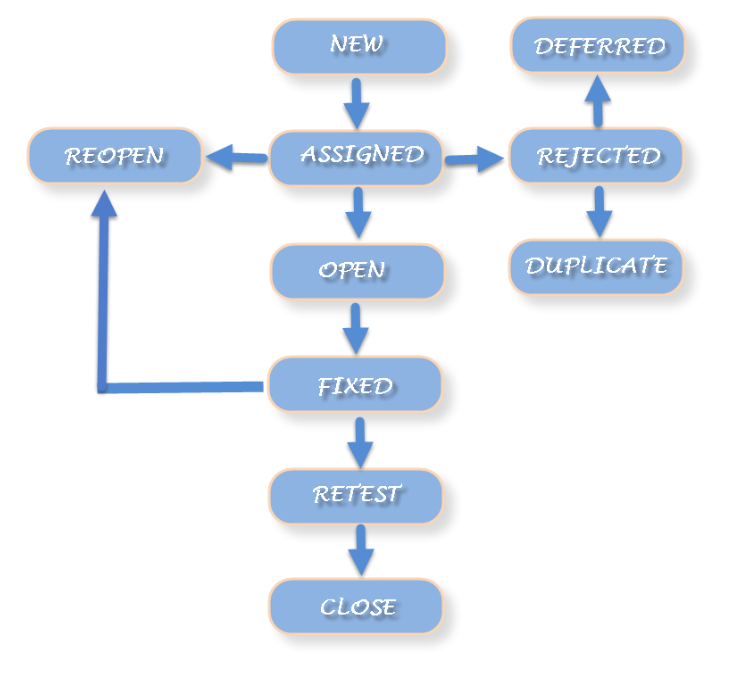 NEW
DEFERRED
REOPEN
ASSIGNED
REJECTED
OPEN
DUPLICATE
FIXED
RETEST
CLOSE